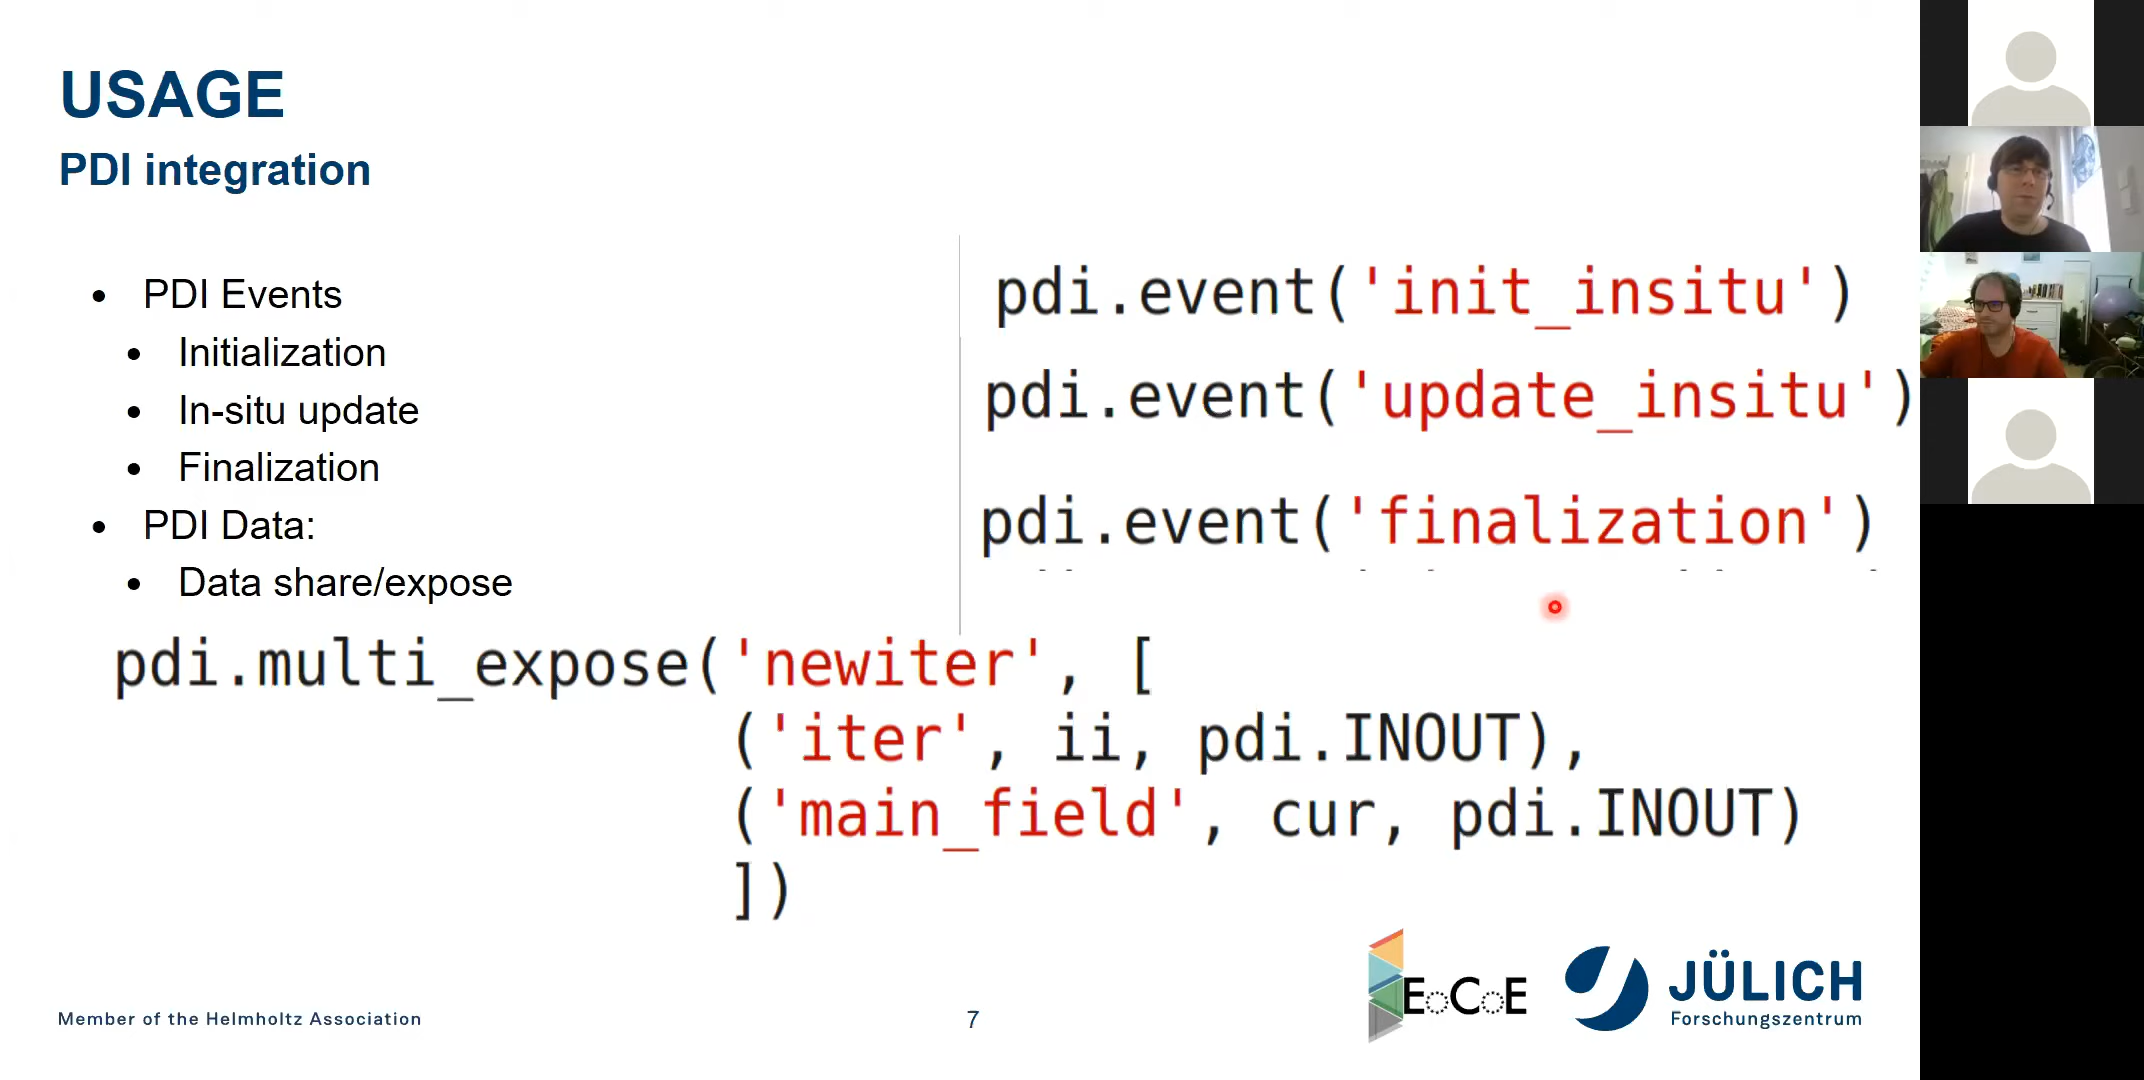 USAGE
PDI integration
• PDI Events
• Initialization
• In-situ update
• Finalization
• PDI Data:
• Data share/expose
pdi.event('init_insitu')
pdi.event('update_insitu')
pdi.event('finalization')
pdi.multi_expose('newiter', [
('iter', ii, pdi.INOUT),
('main_field', cur, pdi.INOUT)
])
EoCoE
JÜLICH
Forschungszentrum
Member of the Helmholtz Association
7